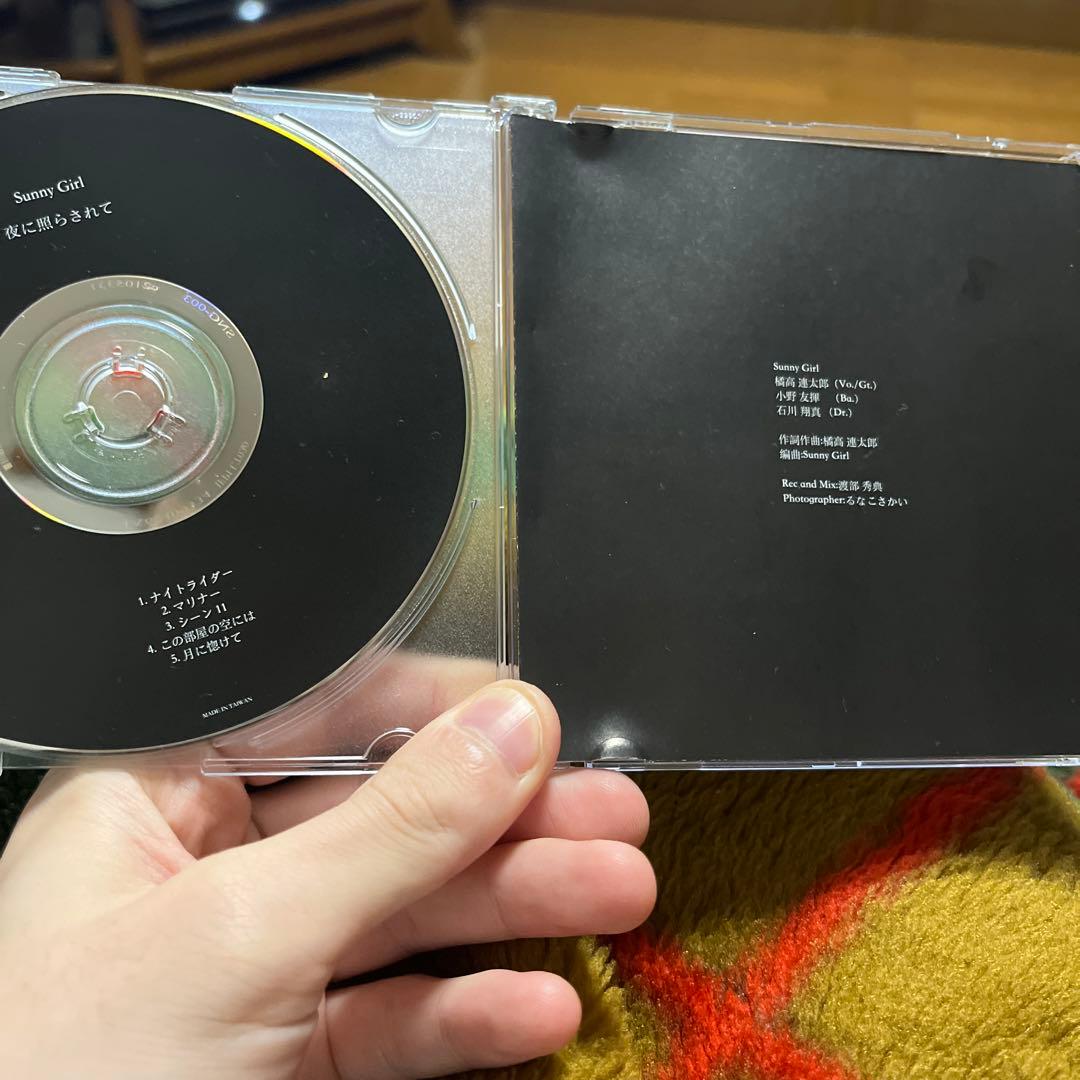 Sunny Girl
夜に照らされて
SNG-003
1. ナイトライダー
2. マリナー
3. シーン 11
4. この部屋の空には
5. 月に惚けて
MADE IN TAIWAN
Sunny Girl
橘高 連太郎 (Vo./Gt.)
小野 友揮 (Ba.)
石川 翔真 (Dr.)
作詞作曲:橘高 連太郎
編曲:Sunny Girl
Rec and Mix:渡部 秀典
Photographer:るなこさかい